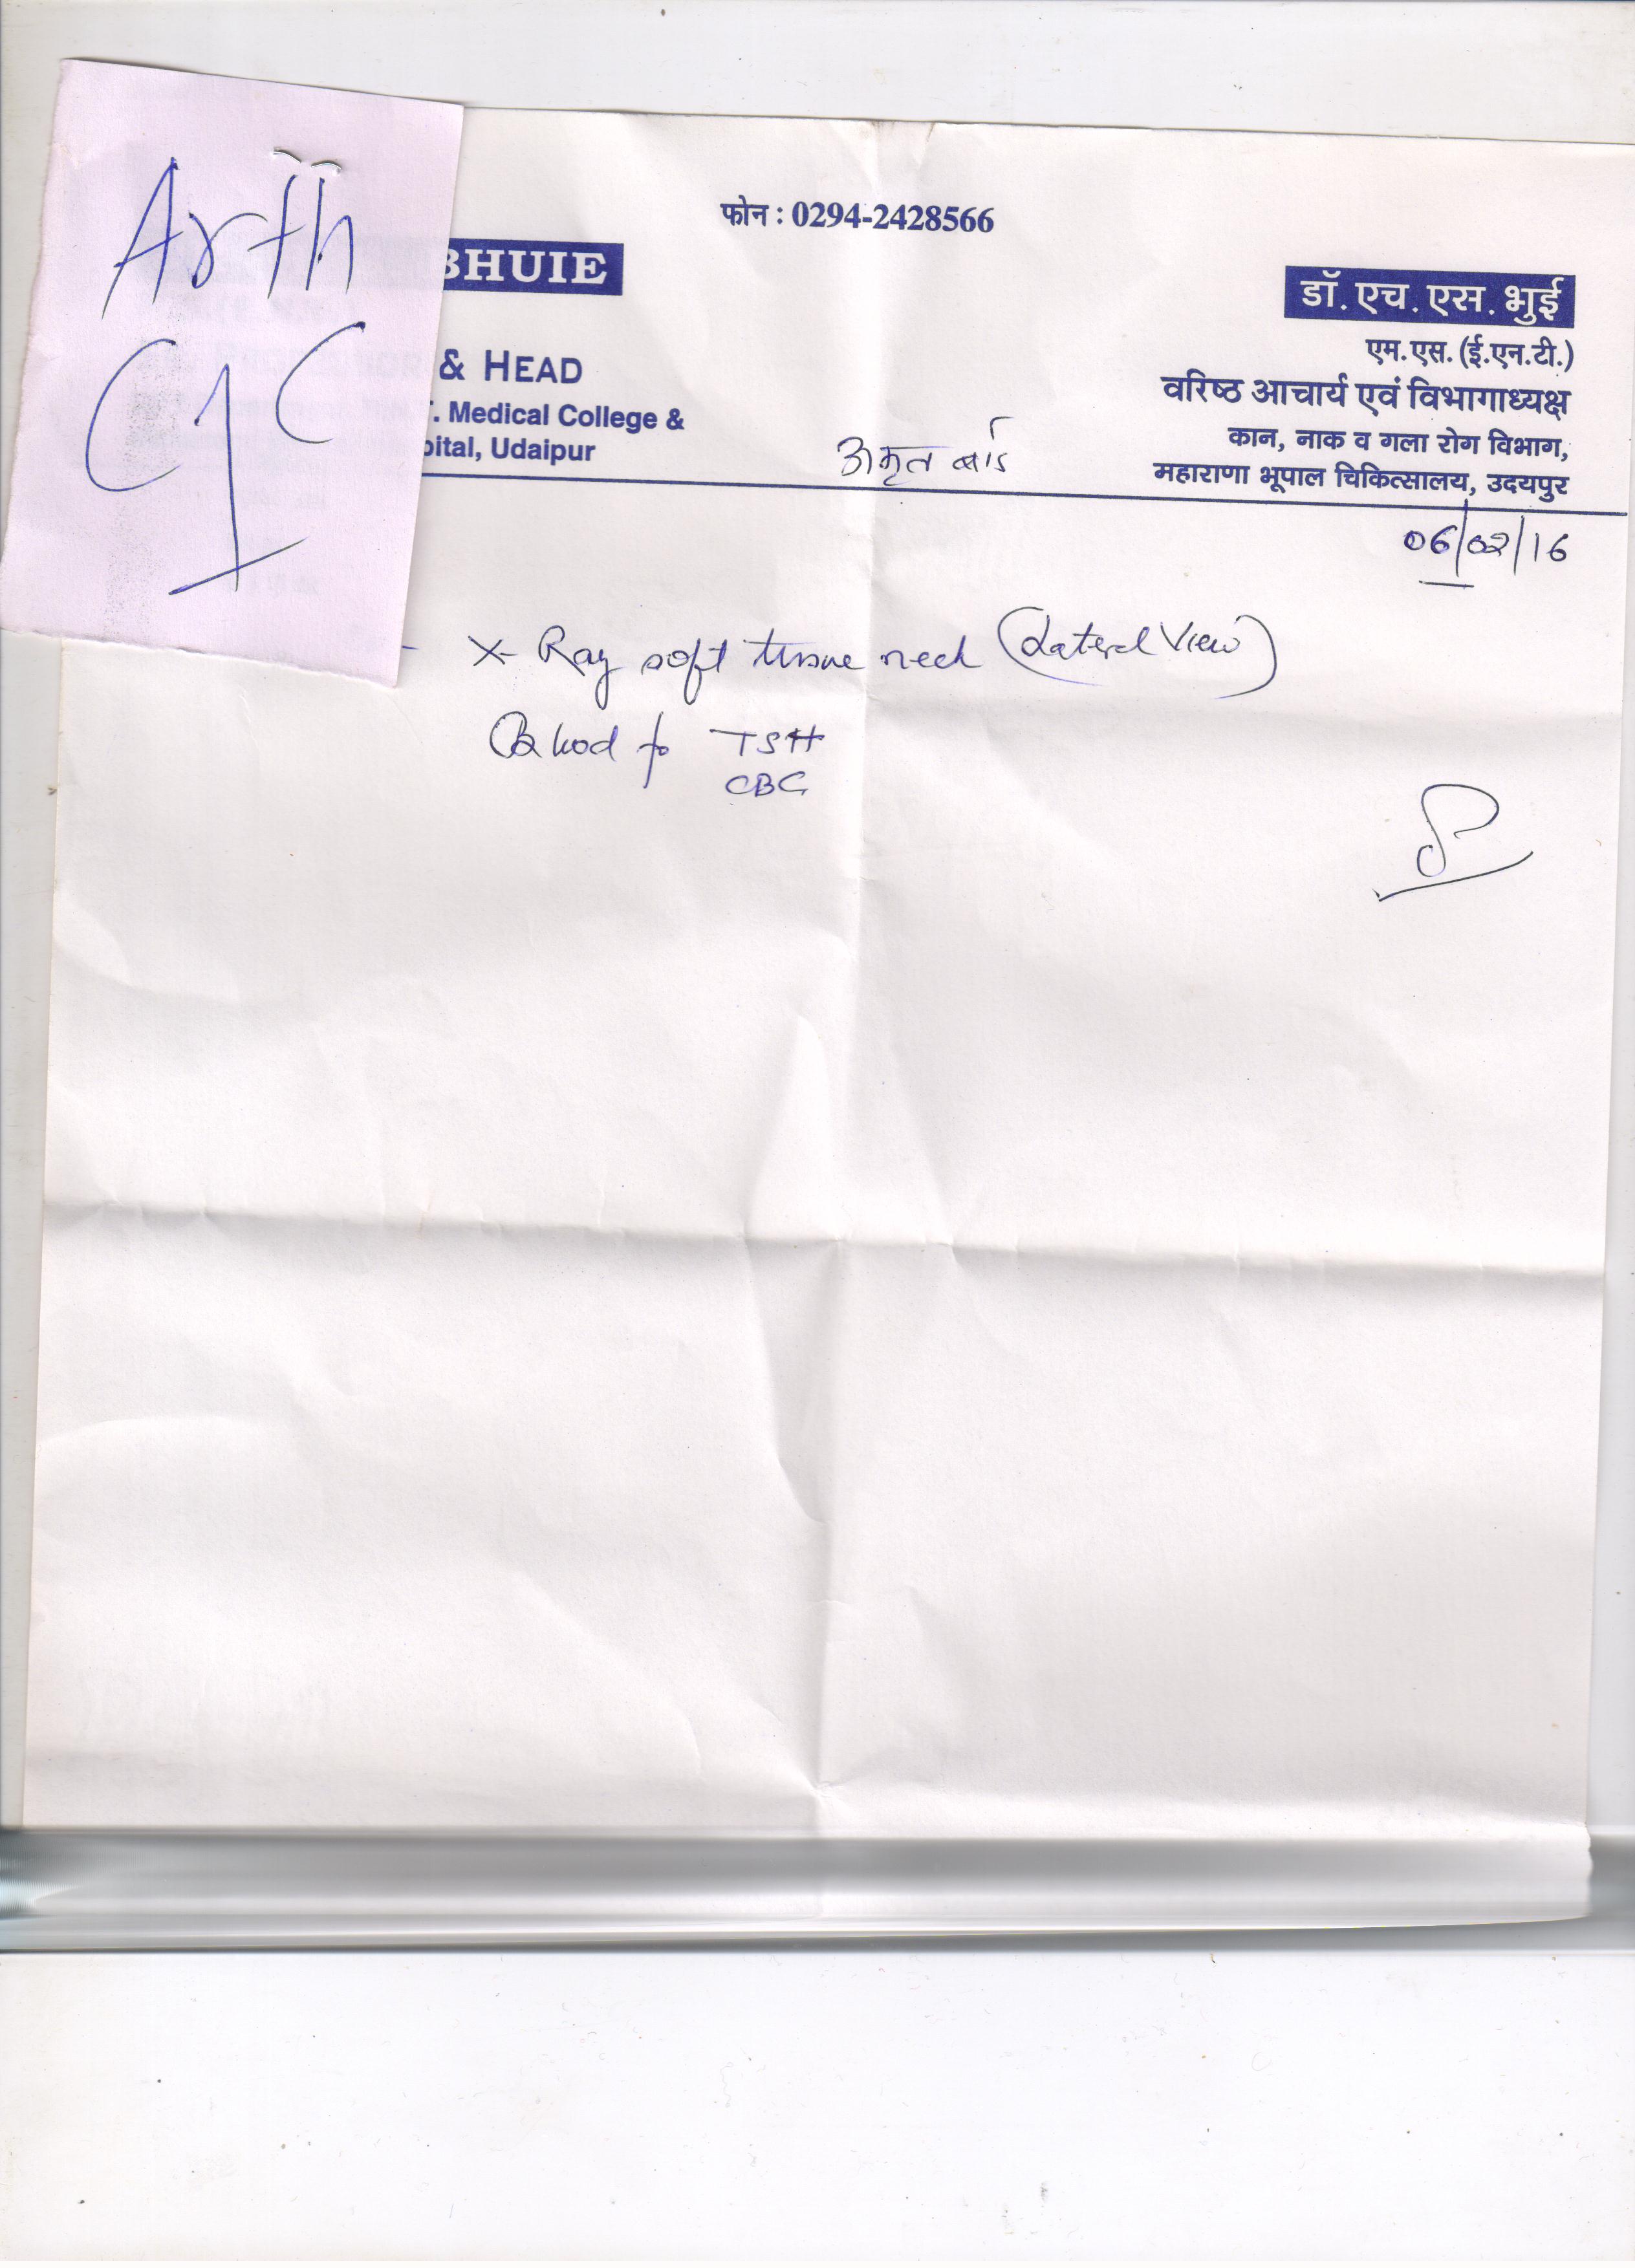 Arth
फोन : 0294-2428566
BHUIE
डॉ. एच. एस. भुई
एम. एस. (ई.एन.टी.)
& HEAD
वरिष्ठ आचार्य एवं विभागाध्यक्ष
. Medical College &
कान, नाक व गला रोग विभाग,
pital, Udaipur
महाराणा भूपाल चिकित्सालय, उदयपुर
अमृत बाई
06/02/16
X-Ray soft tissue neck (Lateral View)
Blood for TSH
CBC